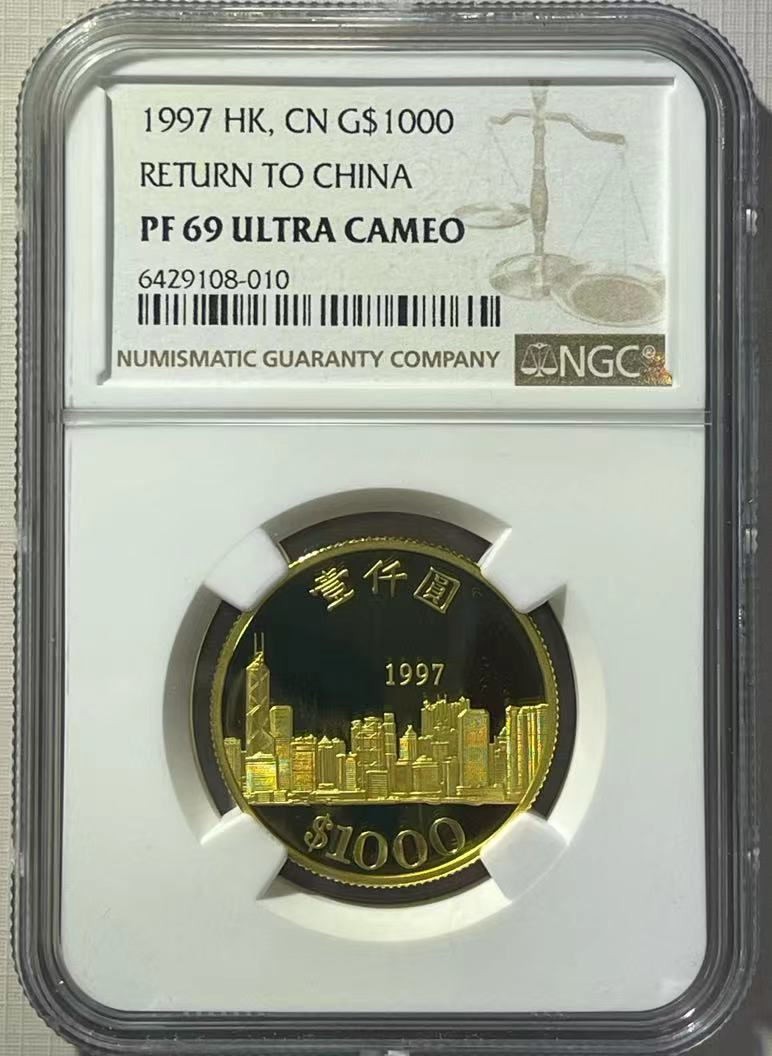 1997 HK, CN G$1000
RETURN TO CHINA
PF 69 ULTRA CAMEO
6429108-010
NUMISMATIC GUARANTY COMPANY
NGC®
壹仟圓
1997
$1000